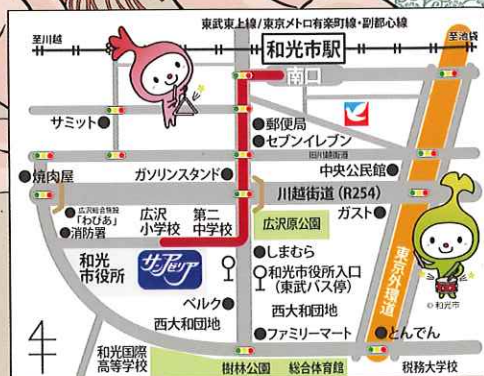 東武東上線/東京メトロ有楽町線・副都心線
至川越
至池袋
和光市駅
南口
サミット
郵便局
セブンイレブン
旧川越街道
焼肉屋
ガソリンスタンド
中央公民館
川越街道（R254）
広沢複合施設
「わぴあ」
消防署
広沢
小学校
第二
中学校
広沢原公園
ガスト
和光
市役所
サンアゼリア
しまむら
和光市役所入口
（東武バス停）
東京外環道
© 和光市
ベルク
西大和団地
西大和団地
ファミリーマート
とんでん
和光国際
高等学校
樹林公園
総合体育館
税務大学校